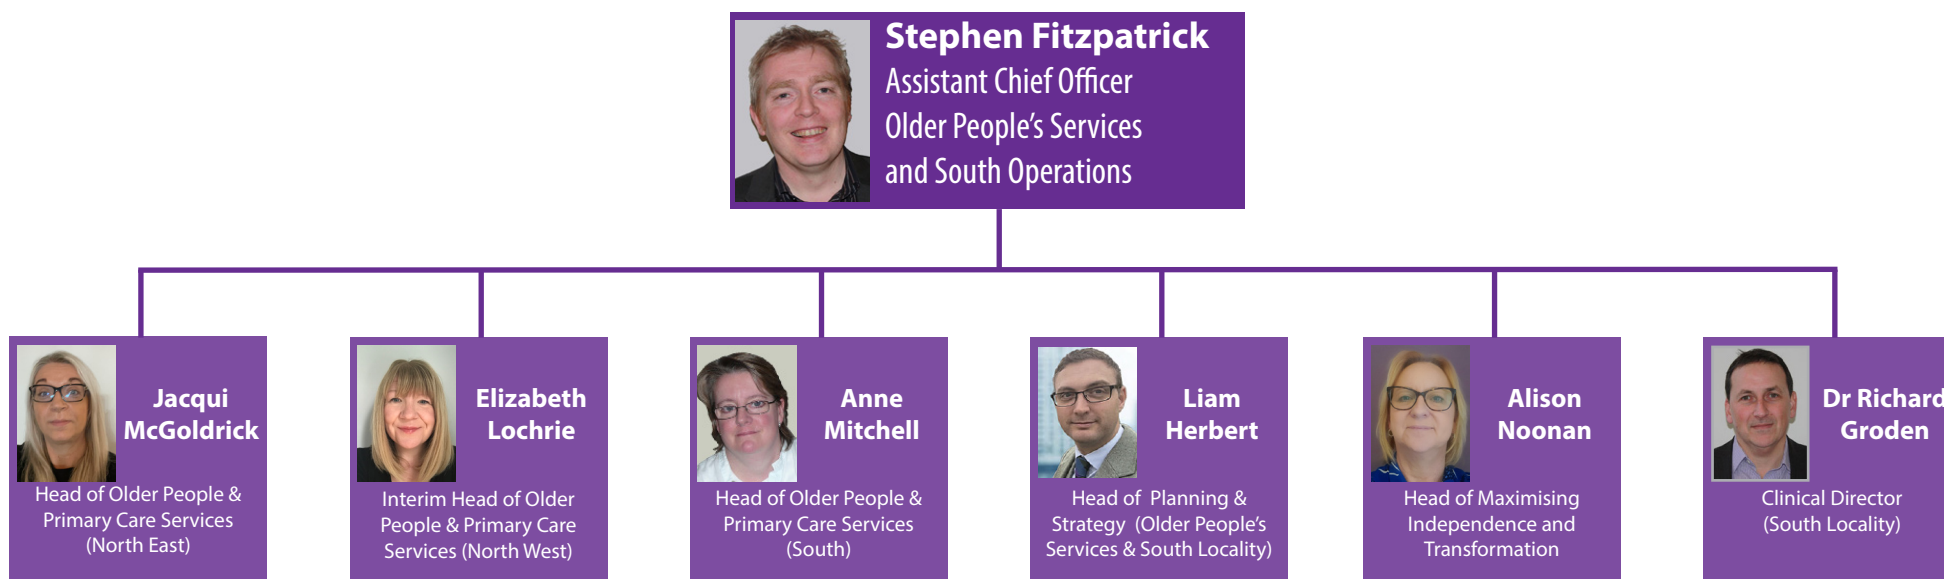 Stephen Fitzpatrick
Assistant Chief Officer
Older People’s Services
and South Operations
Jacqui
McGoldrick
Head of Older People &
Primary Care Services
(North East)
Elizabeth
Lochrie
Interim Head of Older
People & Primary Care
Services (North West)
Anne
Mitchell
Head of Older People &
Primary Care Services
(South)
Liam
Herbert
Head of Planning &
Strategy (Older People’s
Services & South Locality)
Alison
Noonan
Head of Maximising
Independence and
Transformation
Dr Richard
Groden
Clinical Director
(South Locality)